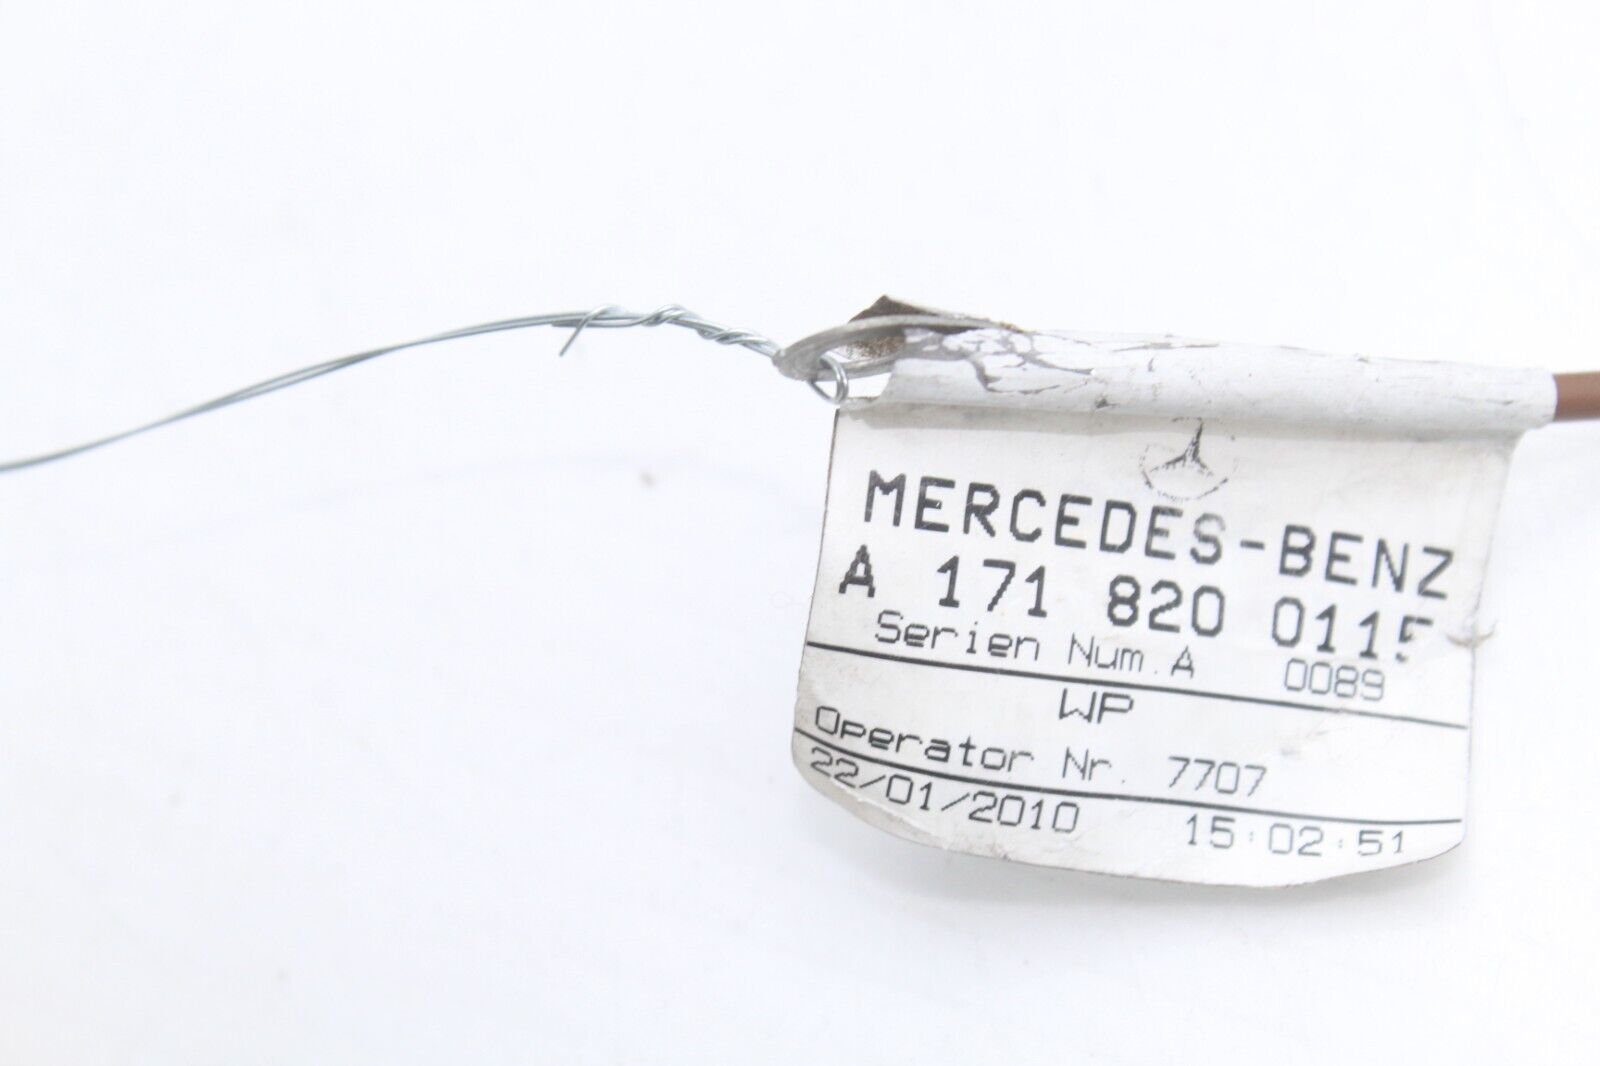 MERCEDES-BENZ
A 171 820 0115
Serien Num.A 0089
WP
Operator Nr. 7707
22/01/2010 15:02:51